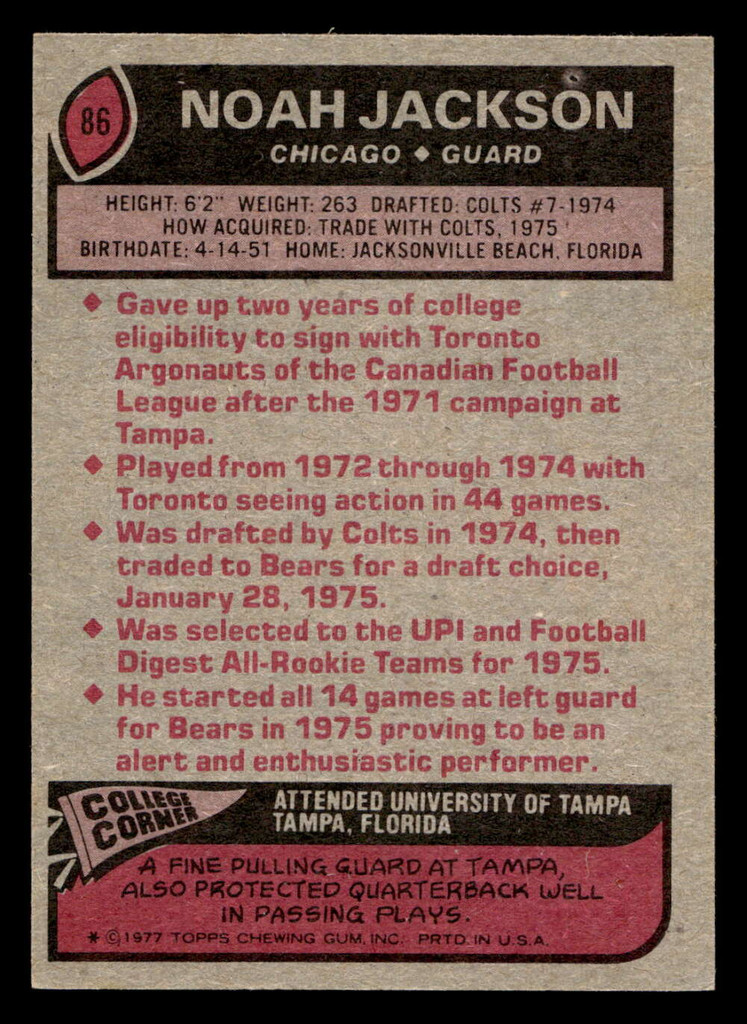 86
NOAH JACKSON
CHICAGO ♦ GUARD
HEIGHT: 6'2" WEIGHT: 263 DRAFTED: COLTS #7-1974
HOW ACQUIRED: TRADE WITH COLTS, 1975
BIRTHDATE: 4-14-51 HOME: JACKSONVILLE BEACH, FLORIDA
♦ Gave up two years of college
eligibility to sign with Toronto
Argonauts of the Canadian Football
League after the 1971 campaign at
Tampa.
♦ Played from 1972 through 1974 with
Toronto seeing action in 44 games.
♦ Was drafted by Colts in 1974, then
traded to Bears for a draft choice,
January 28, 1975.
♦ Was selected to the UPI and Football
Digest All-Rookie Teams for 1975.
♦ He started all 14 games at left guard
for Bears in 1975 proving to be an
alert and enthusiastic performer.
COLLEGE
CORNER
ATTENDED UNIVERSITY OF TAMPA
TAMPA, FLORIDA
A FINE PULLING GUARD AT TAMPA,
ALSO PROTECTED QUARTERBACK WELL
IN PASSING PLAYS.
* © 1977 TOPPS CHEWING GUM, INC. PRTD. IN U.S.A.